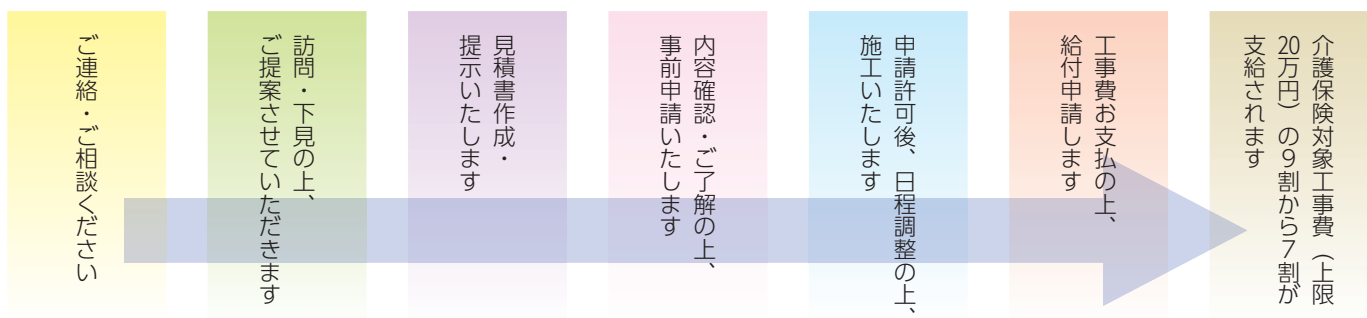 ご連絡・ご相談ください
訪問・下見の上、
ご提案させていただきます
見積書作成・
提示いたします
内容確認・ご了解の上、
事前申請いたします
申請許可後、日程調整の上、
施工いたします
工事費お支払の上、
給付申請します
介護保険対象工事費（上限
20万円）の９割から７割が
支給されます